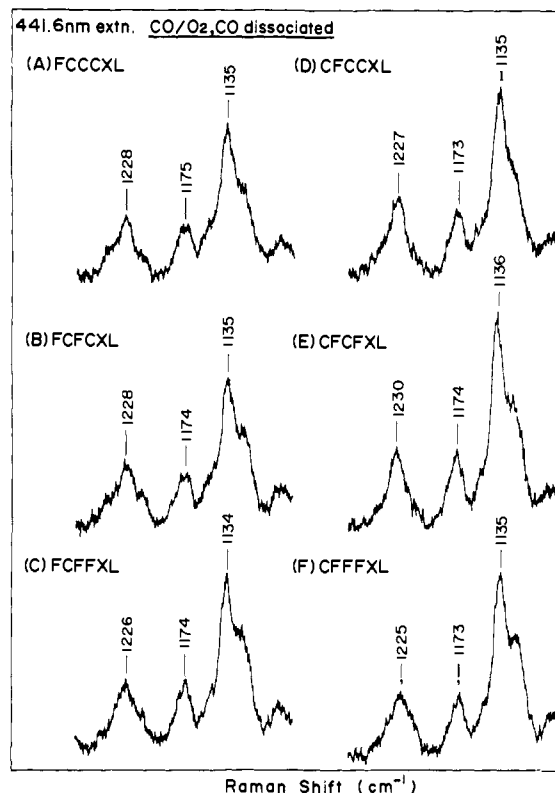 441.6nm extn. CO/O2,CO dissociated
(A) FCCCXL
1228
1175
1135
(B) FCFCXL
1228
1174
1135
(C) FCFFXL
1226
1174
1134
(D) CFCCXL
1227
1173
1135
(E) CFCFXL
1230
1174
1136
(F) CFFFXL
1225
1173
1135
Raman Shift (cm⁻¹)